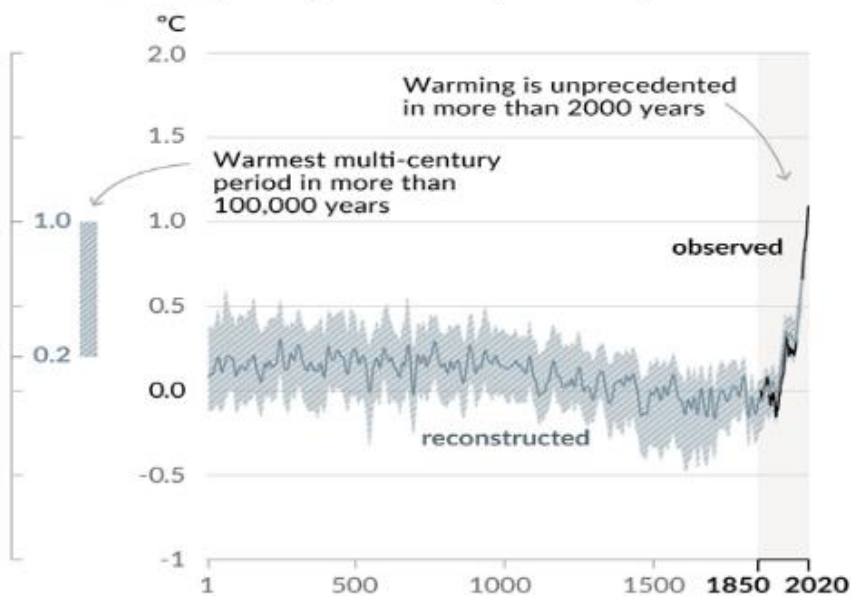 °C
2.0
Warming is unprecedented
in more than 2000 years
1.5
Warmest multi-century
period in more than
100,000 years
1.0
1.0
observed
0.5
0.2
0.0
reconstructed
-0.5
-1
1 500 1000 1500 1850 2020